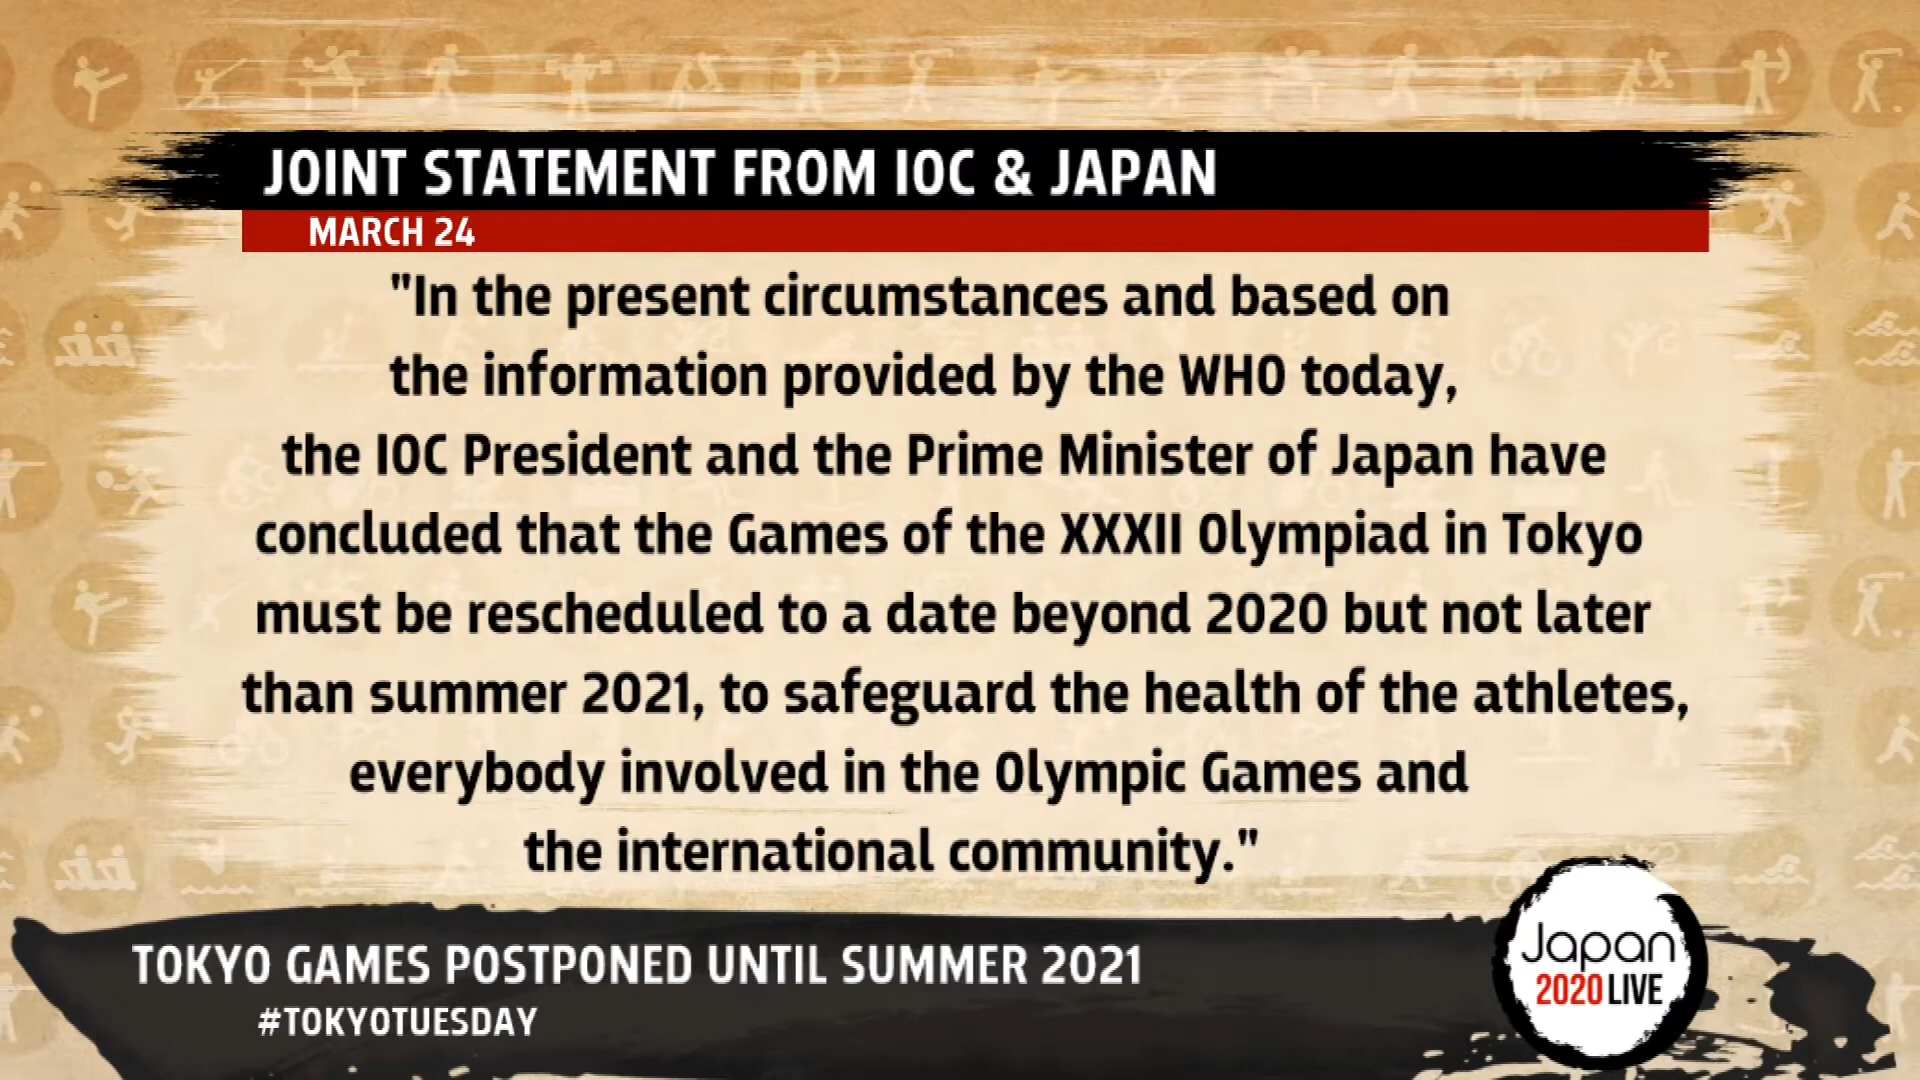 JOINT STATEMENT FROM IOC & JAPAN
MARCH 24
"In the present circumstances and based on
the information provided by the WHO today,
the IOC President and the Prime Minister of Japan have
concluded that the Games of the XXXII Olympiad in Tokyo
must be rescheduled to a date beyond 2020 but not later
than summer 2021, to safeguard the health of the athletes,
everybody involved in the Olympic Games and
the international community."
TOKYO GAMES POSTPONED UNTIL SUMMER 2021
#TOKYOTUESDAY
Japan
2020 LIVE